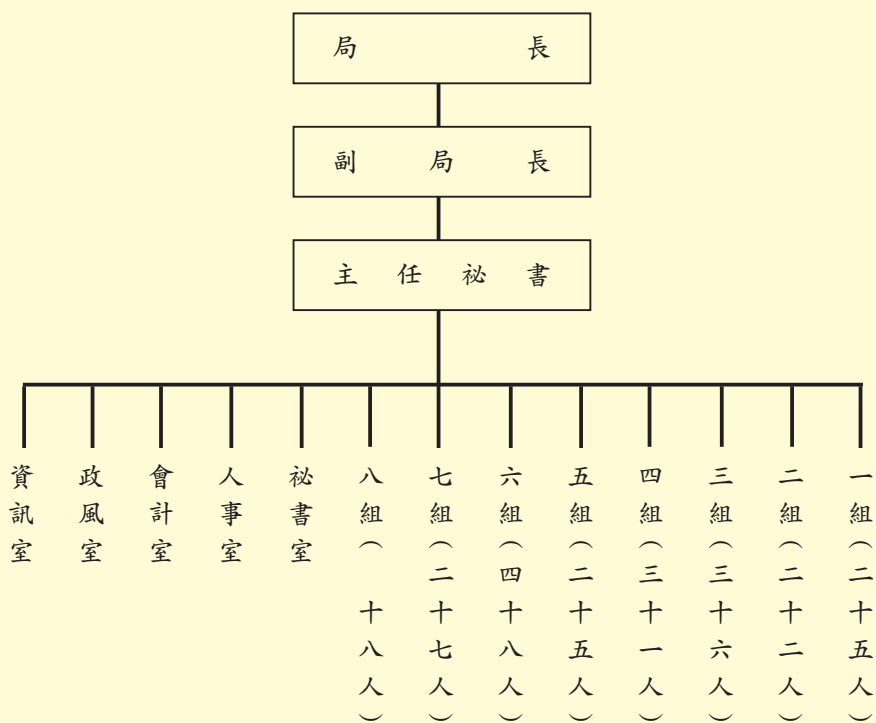 局長
副局長
主任祕書
一組(二十五人)
二組(二十二人)
三組(三十六人)
四組(三十一人)
五組(二十五人)
六組(四十八人)
七組(二十七人)
八組( 十八人)
祕書室
人事室
會計室
政風室
資訊室